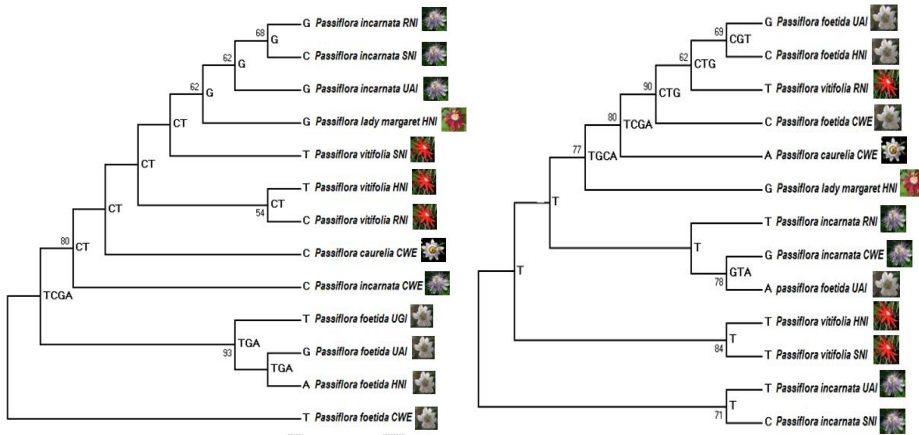 68
G Passiflora incarnata RNI
G
62
C Passiflora incarnata SNI
G
62
G Passiflora incarnata UAI
G
G Passiflora lady margaret HNI
CT
T Passiflora vitifolia SNI
CT
T Passiflora vitifolia HNI
CT
54
C Passiflora vitifolia RNI
CT
C Passiflora caurelia CWE
80
CT
C Passiflora incarnata CWE
TCGA
T Passiflora foetida UGI
TGA
93
G Passiflora foetida UAI
TGA
A Passiflora foetida HNI
T Passiflora foetida CWE
G Passiflora foetida UAI
69
CGT
C Passiflora foetida HNI
62
CTG
T Passiflora vitifolia RNI
90
CTG
C Passiflora foetida CWE
80
TCGA
A Passiflora caurelia CWE
77
TGCA
G Passiflora lady margaret HNI
T
T Passiflora incarnata RNI
T
G Passiflora incarnata CWE
GTA
78
A passiflora foetida UAI
T
T Passiflora vitifolia HNI
T
84
T Passiflora vitifolia SNI
T Passiflora incarnata UAI
T
71
C Passiflora incarnata SNI